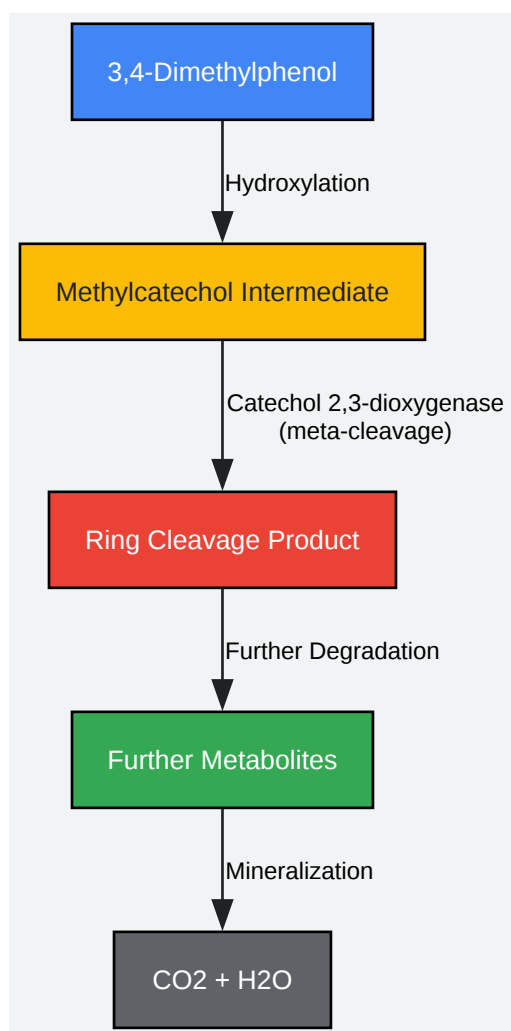 3,4-Dimethylphenol
Hydroxylation
Methylcatechol Intermediate
Catechol 2,3-dioxygenase
(meta-cleavage)
Ring Cleavage Product
Further Degradation
Further Metabolites
Mineralization
CO2 + H2O